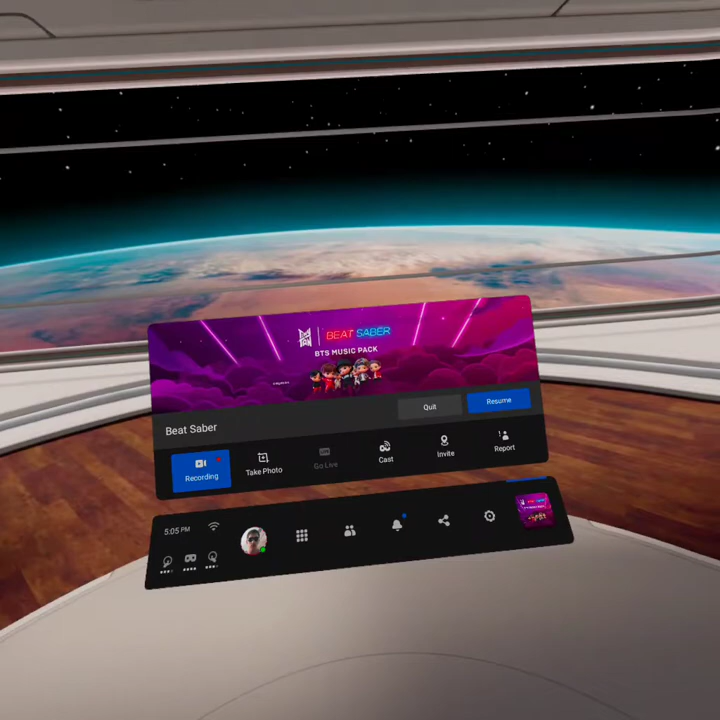 BEAT SABER
BTS MUSIC PACK
Beat Saber
Quit
Resume
Recording
Take Photo
Go Live
Cast
Invite
Report
5:05 PM